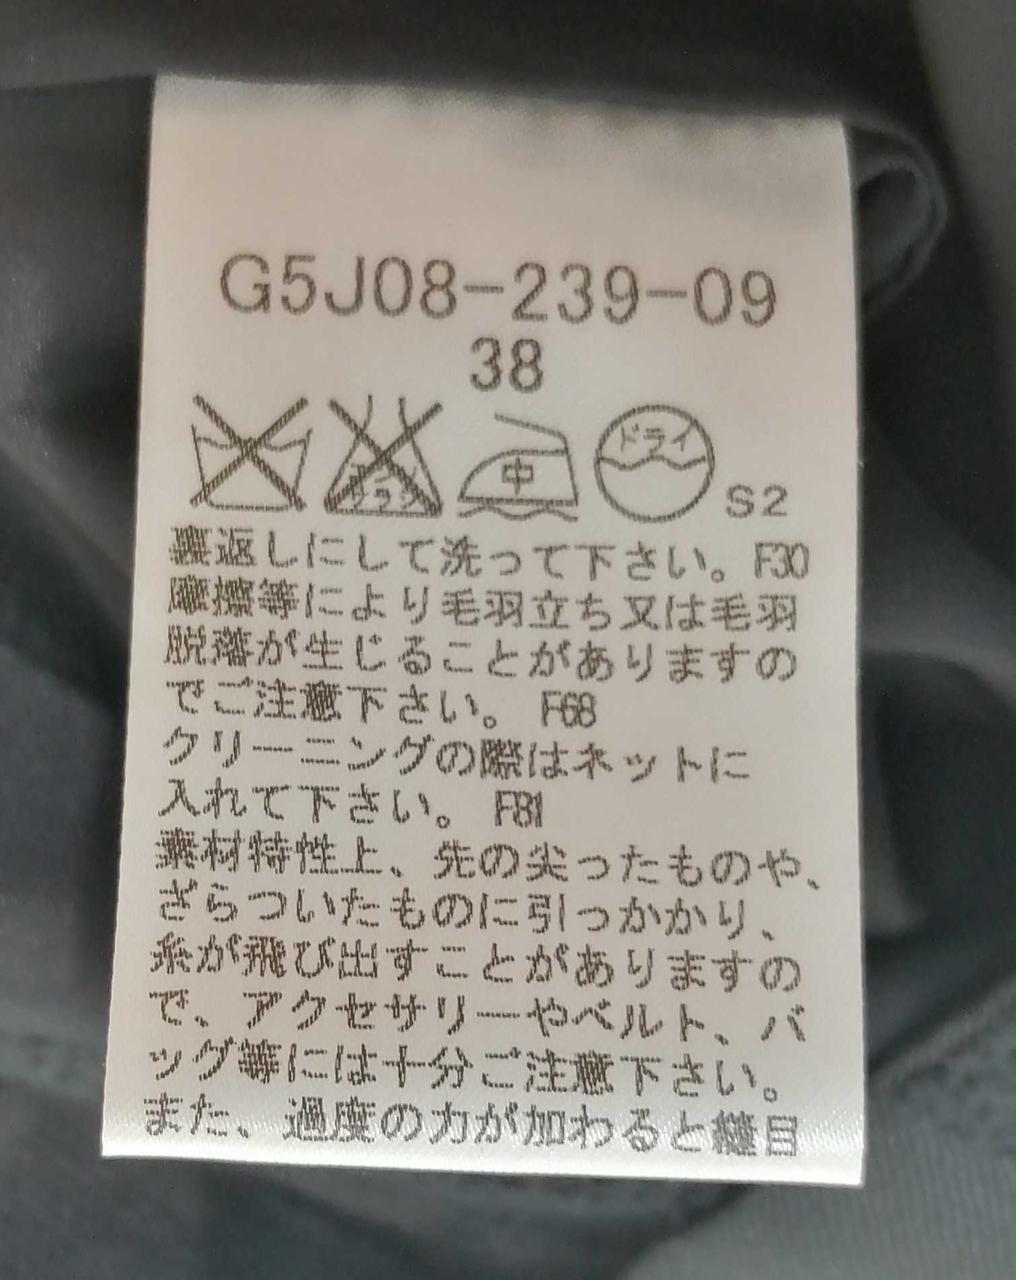 G5J08-239-09
38
中
ドライ
S2
裏返しにして洗って下さい。F30
摩擦等により毛羽立ち又は毛羽
脱落が生じることがありますの
でご注意下さい。F68
クリーニングの際はネットに
入れて下さい。F81
素材特性上、先の尖ったものや、
ざらついたものに引っかかり、
糸が飛び出すことがありますの
で、アクセサリーやベルト、バ
ッグ等には十分ご注意下さい。
また、過度の力が加わると縫目